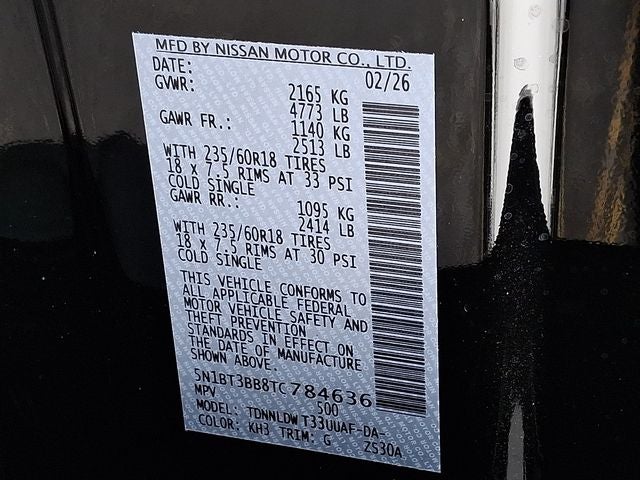 MFD BY NISSAN MOTOR CO., LTD.
DATE: 02/26
GVWR: 2165 KG
4773 LB
GAWR FR.: 1140 KG
2513 LB
WITH 235/60R18 TIRES
18 x 7.5 RIMS AT 33 PSI
COLD SINGLE
GAWR RR.: 1095 KG
2414 LB
WITH 235/60R18 TIRES
18 x 7.5 RIMS AT 30 PSI
COLD SINGLE
THIS VEHICLE CONFORMS TO
ALL APPLICABLE FEDERAL
MOTOR VEHICLE SAFETY AND
THEFT PREVENTION
STANDARDS IN EFFECT ON
THE DATE OF MANUFACTURE
SHOWN ABOVE.
5N1BT3BB8TC784636
MPV 500
MODEL: TDNNLDW T33UUAF-DA-
COLOR: KH3 TRIM: G ZS30A